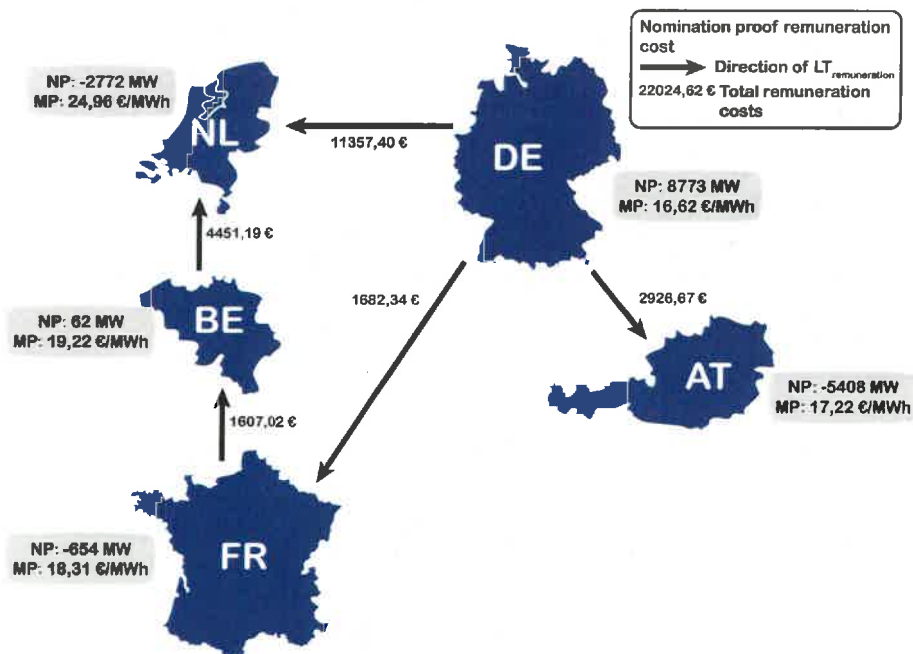 Nomination proof remuneration
cost
Direction of LTremuneration
22024,62 € Total remuneration
costs
NP: -2772 MW
MP: 24,96 €/MWh
NL
11357,40 €
DE
NP: 8773 MW
MP: 16,62 €/MWh
4451,19 €
1682,34 €
2926,67 €
NP: 62 MW
MP: 19,22 €/MWh
BE
AT
NP: -5408 MW
MP: 17,22 €/MWh
1607,02 €
NP: -654 MW
MP: 18,31 €/MWh
FR